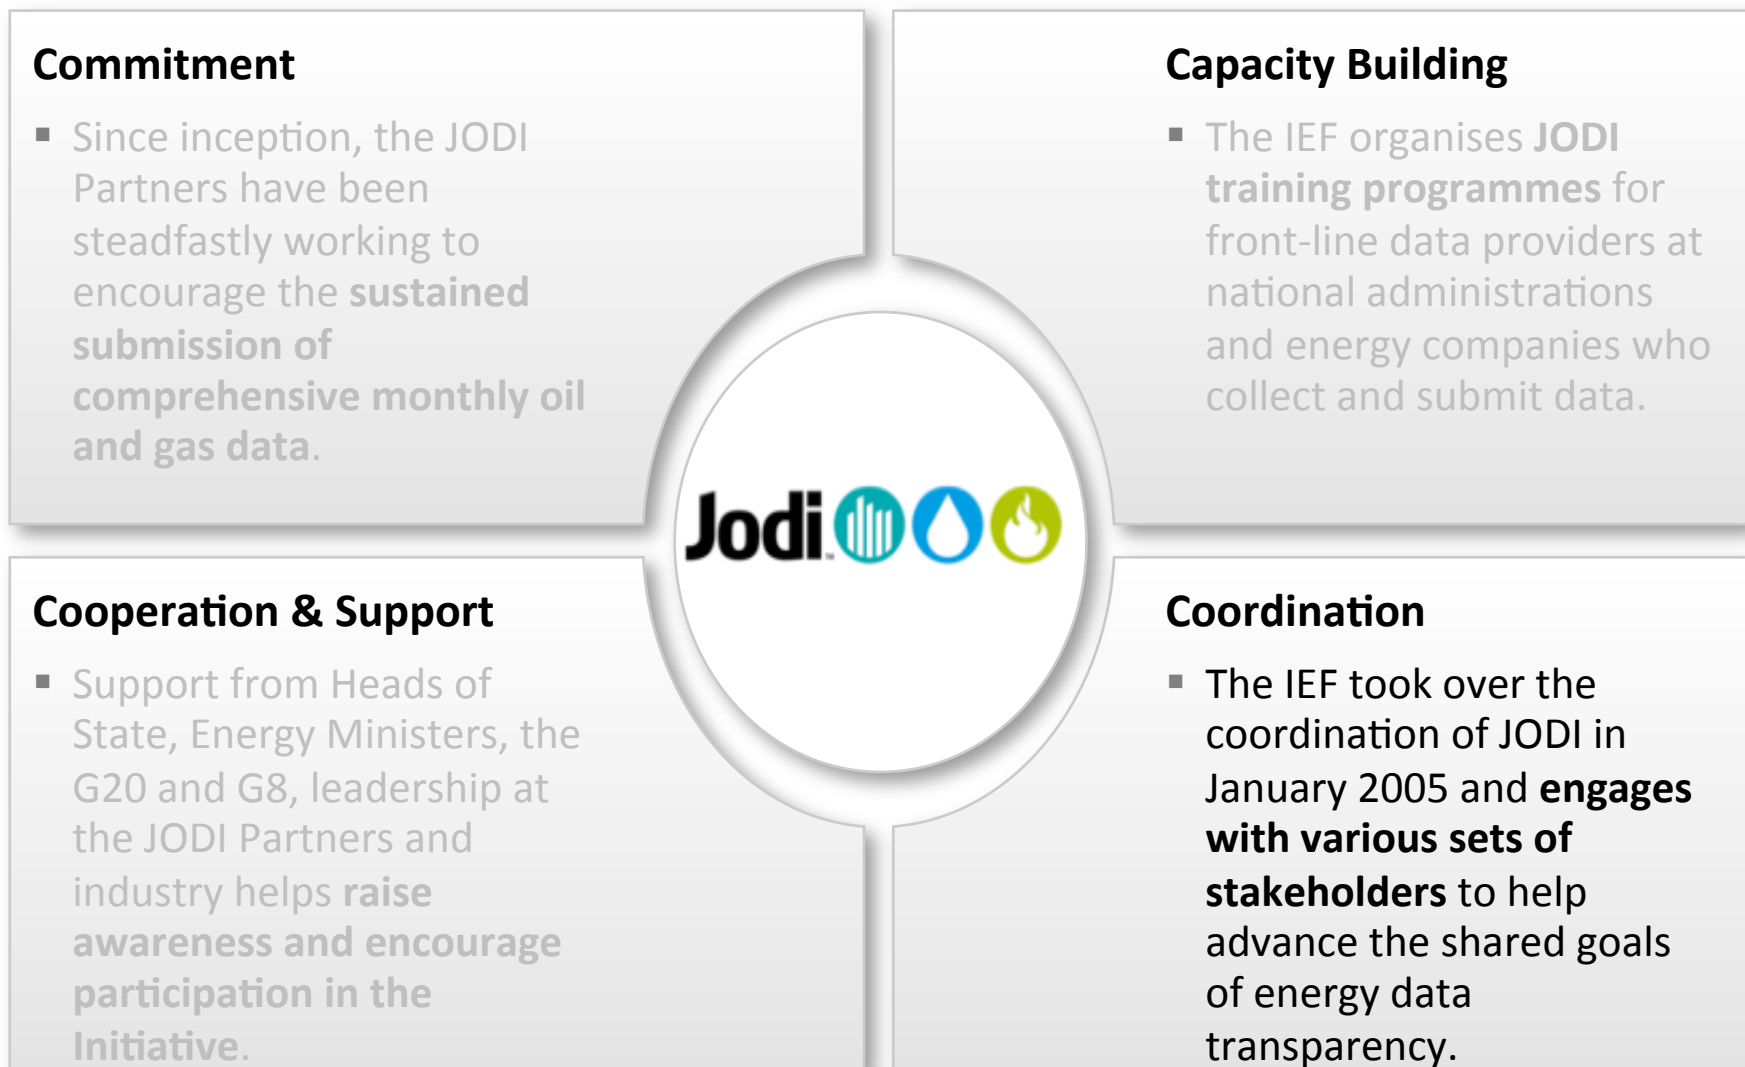 Commitment
▪ Since inception, the JODI
Partners have been
steadfastly working to
encourage the sustained
submission of
comprehensive monthly oil
and gas data.
Capacity Building
▪ The IEF organises JODI
training programmes for
front-line data providers at
national administrations
and energy companies who
collect and submit data.
Jodi™
Cooperation & Support
▪ Support from Heads of
State, Energy Ministers, the
G20 and G8, leadership at
the JODI Partners and
industry helps raise
awareness and encourage
participation in the
Initiative.
Coordination
▪ The IEF took over the
coordination of JODI in
January 2005 and engages
with various sets of
stakeholders to help
advance the shared goals
of energy data
transparency.